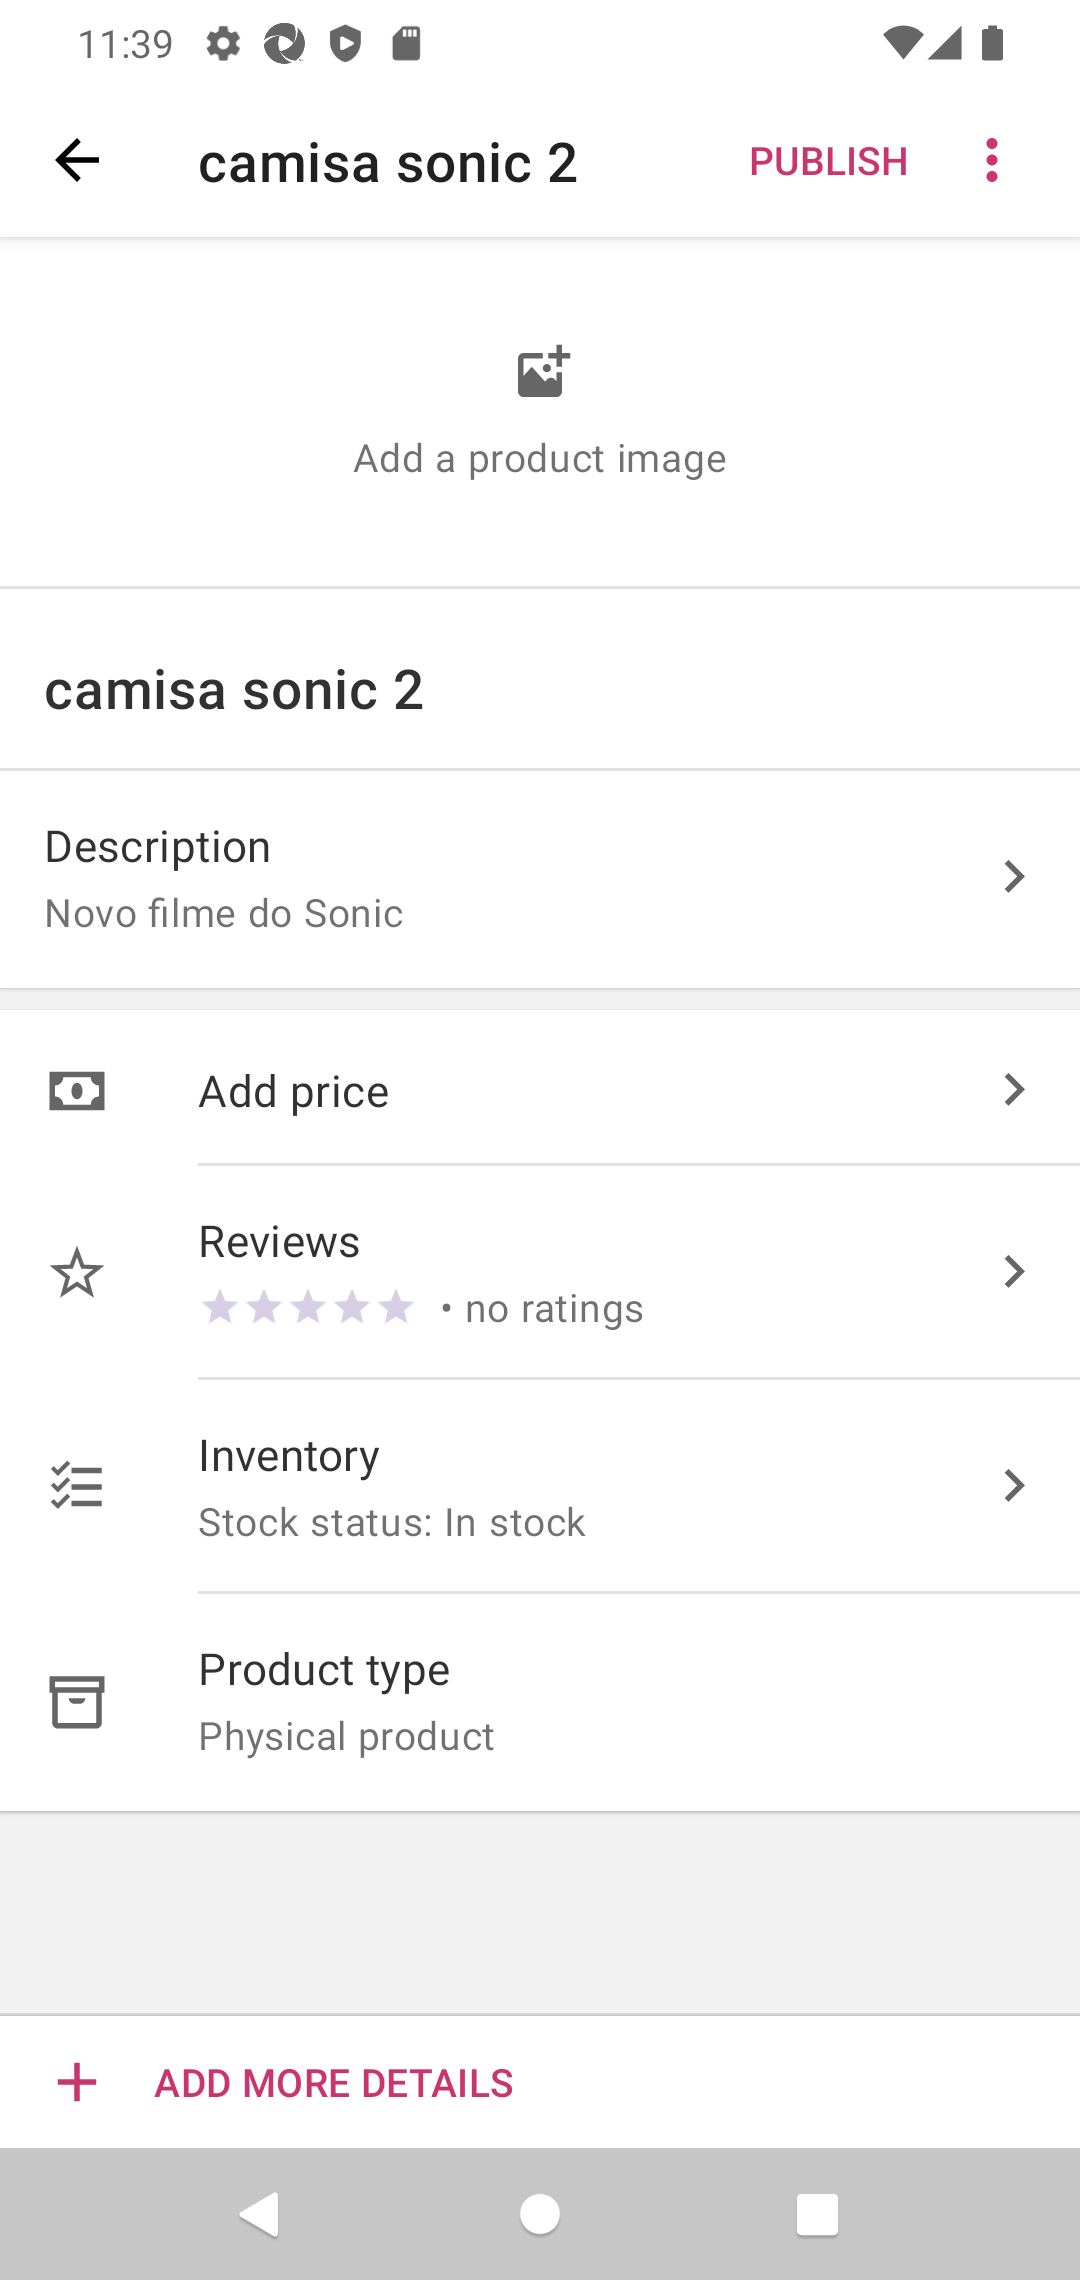 11:39
camisa sonic 2
PUBLISH
Add a product image
camisa sonic 2
Description
Novo filme do Sonic
Add price
Reviews
• no ratings
Inventory
Stock status: In stock
Product type
Physical product
ADD MORE DETAILS